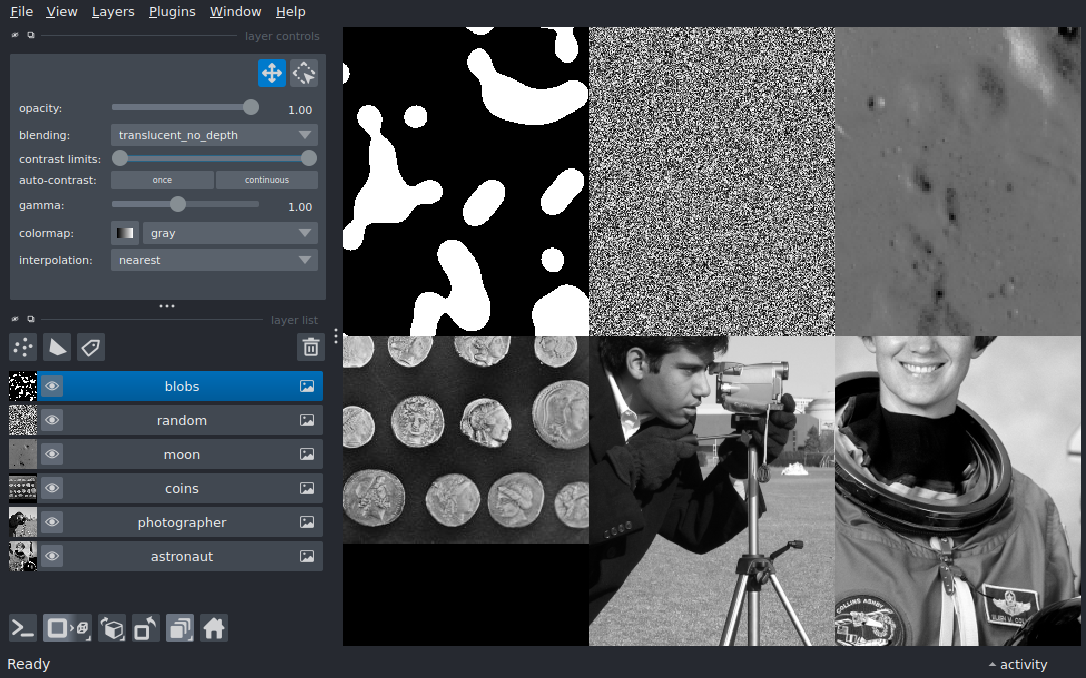 File View Layers Plugins Window Help
layer controls
opacity: 1.00
blending: translucent_no_depth
contrast limits:
auto-contrast: once continuous
gamma: 1.00
colormap: gray
interpolation: nearest
layer list
blobs
random
moon
coins
photographer
astronaut
COLLINS
Ready
activity